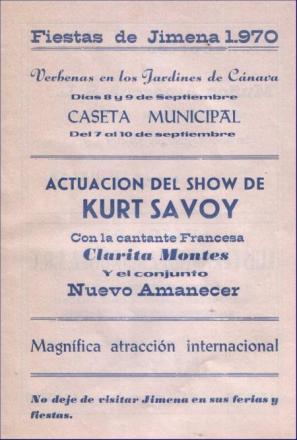 Fiestas de Jimena 1.970
Verbenas en los Jardines de Cánava
Días 8 y 9 de Septiembre
CASETA MUNICIPAL
Del 7 al 10 de septiembre
ACTUACION DEL SHOW DE
KURT SAVOY
Con la cantante Francesa
Clarita Montes
Y el conjunto
Nuevo Amanecer
Magnífica atracción internacional
No deje de visitar Jimena en sus ferias y
fiestas.